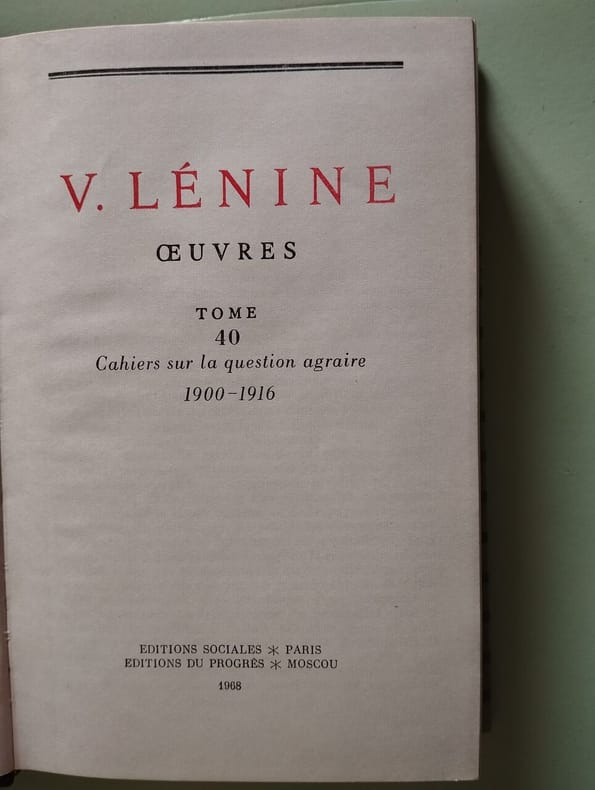 V. LÉNINE
ŒUVRES
TOME
40
Cahiers sur la question agraire
1900-1916
EDITIONS SOCIALES * PARIS
EDITIONS DU PROGRÈS * MOSCOU
1968